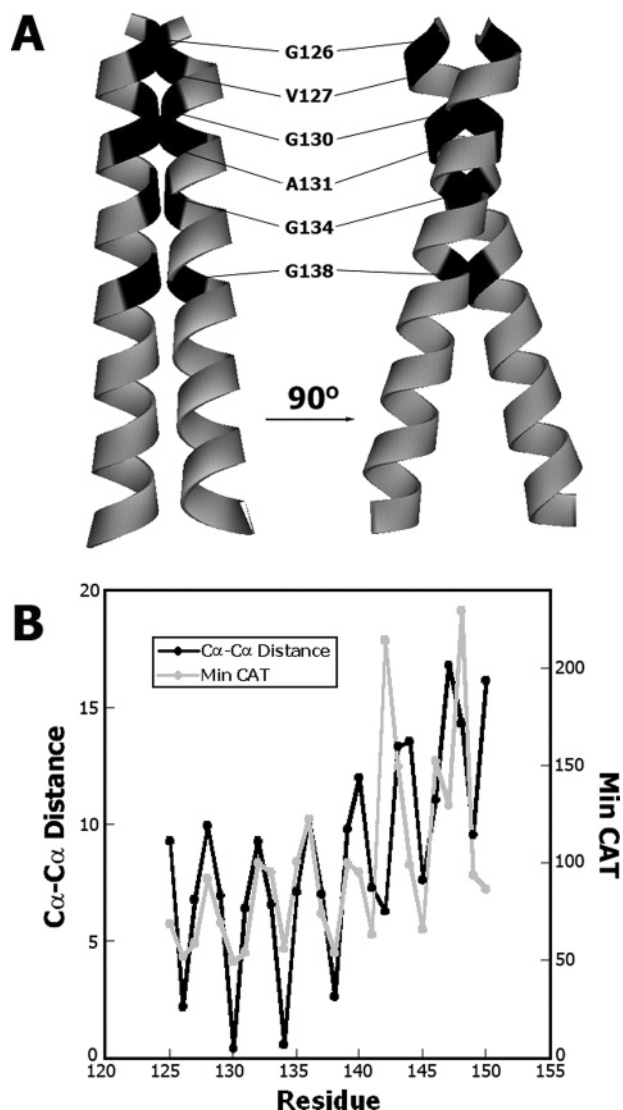 A
G126
V127
G130
A131
G134
G138
90º
B
Cα-Cα Distance
Min CAT
20
15
10
5
0
Cα-Cα Distance
200
150
100
50
0
Min CAT
120 125 130 135 140 145 150 155
Residue